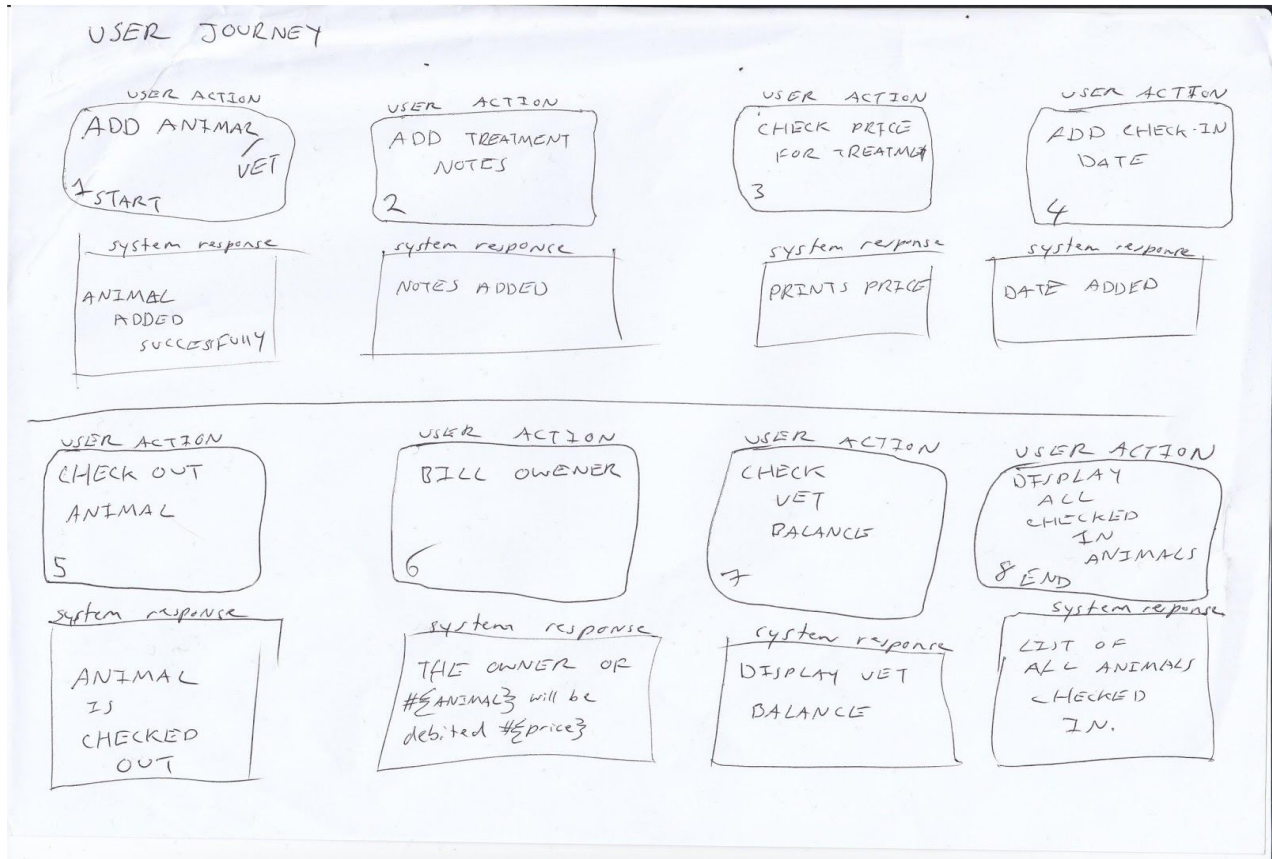 USER JOURNEY
USER ACTION
ADD ANIMAL
/
VET
1 START
system response
ANIMAL
ADDED
SUCCESSFULLY
USER ACTION
ADD TREATMENT
NOTES
2
system response
NOTES ADDED
USER ACTION
CHECK PRICE
FOR TREATMET
3
system response
PRINTS PRICE
USER ACTION
ADD CHECK-IN
DATE
4
system response
DATE ADDED
USER ACTION
CHECK OUT
ANIMAL
5
system response
ANIMAL
IS
CHECKED
OUT
USER ACTION
BILL OWENER
6
system response
THE OWNER OF
#{ANIMAL} will be
debited #{price}
USER ACTION
CHECK
VET
BALANCE
7
system response
DISPLAY VET
BALANCE
USER ACTION
DISPLAY
ALL
CHECKED
IN
ANIMALS
8 END
system response
LIST OF
ALL ANIMALS
CHECKED
IN.